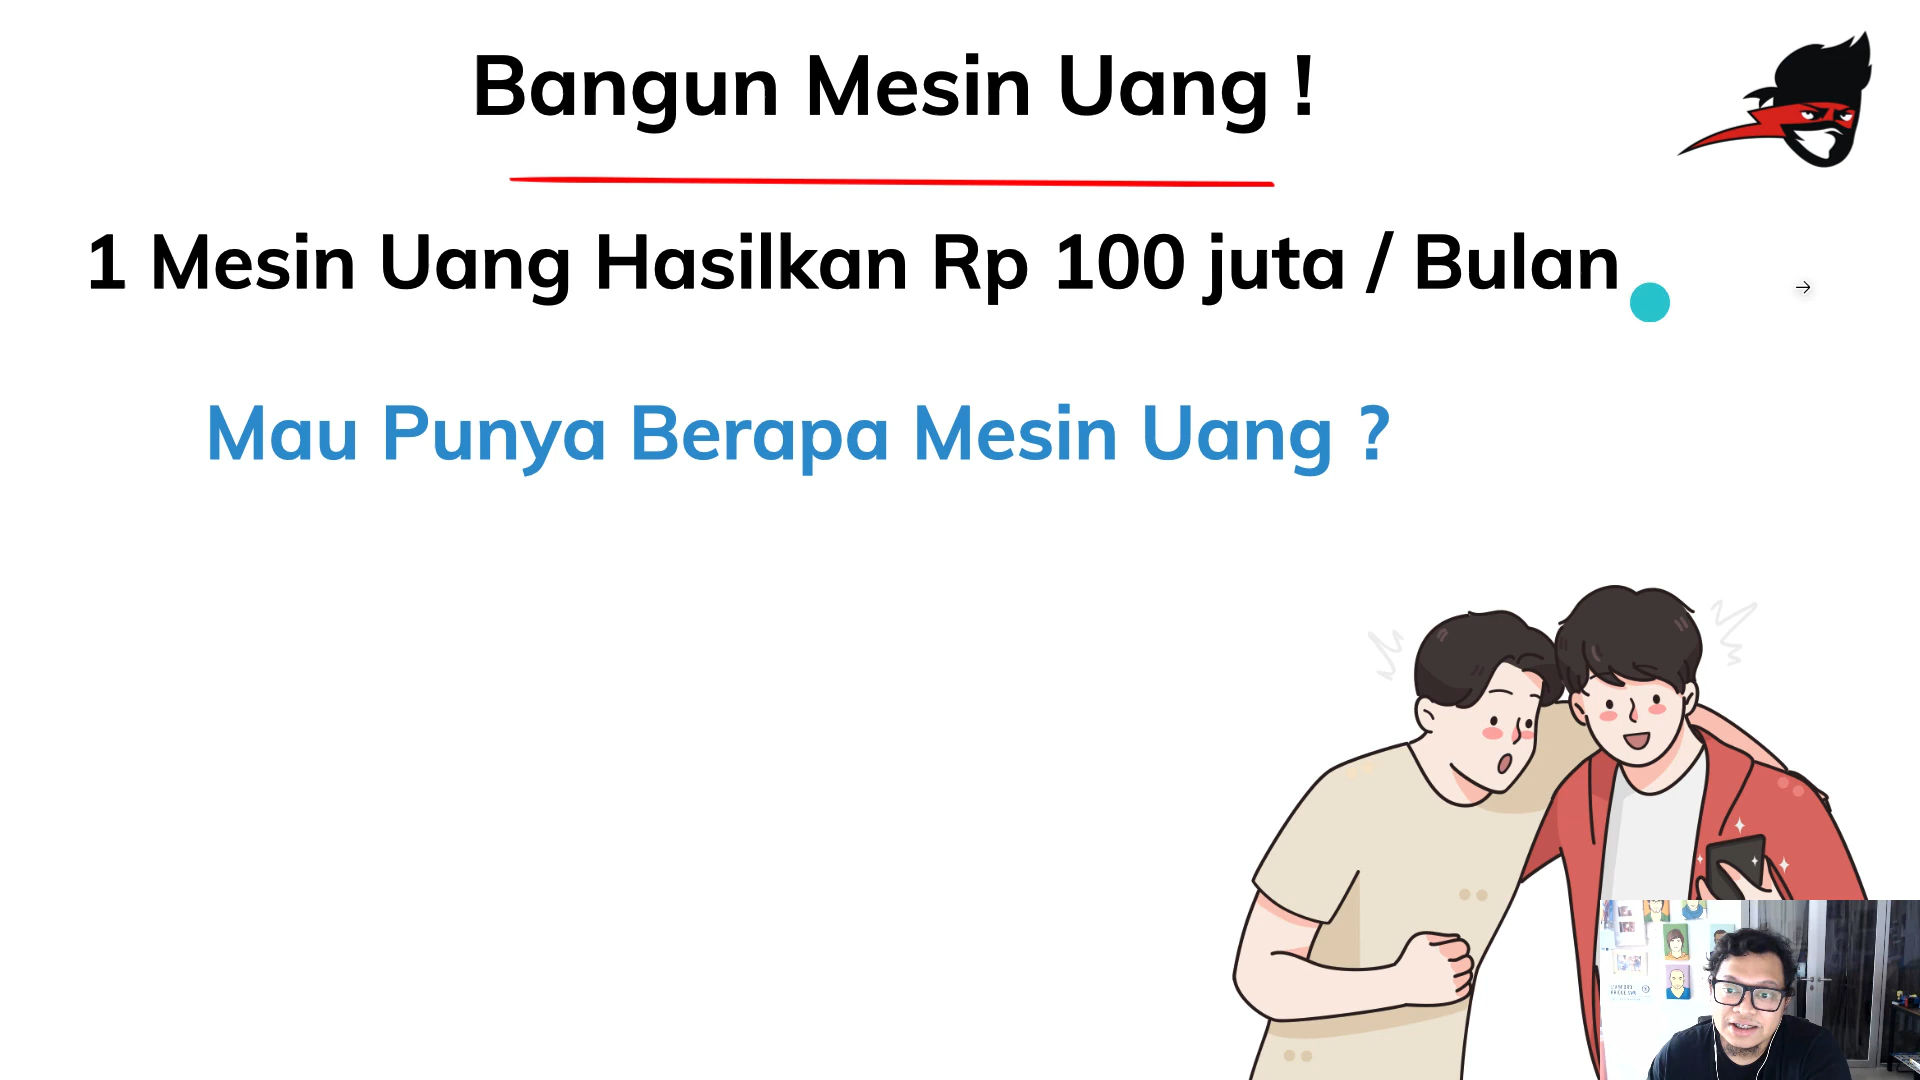 Bangun Mesin Uang !
1 Mesin Uang Hasilkan Rp 100 juta / Bulan
Mau Punya Berapa Mesin Uang ?